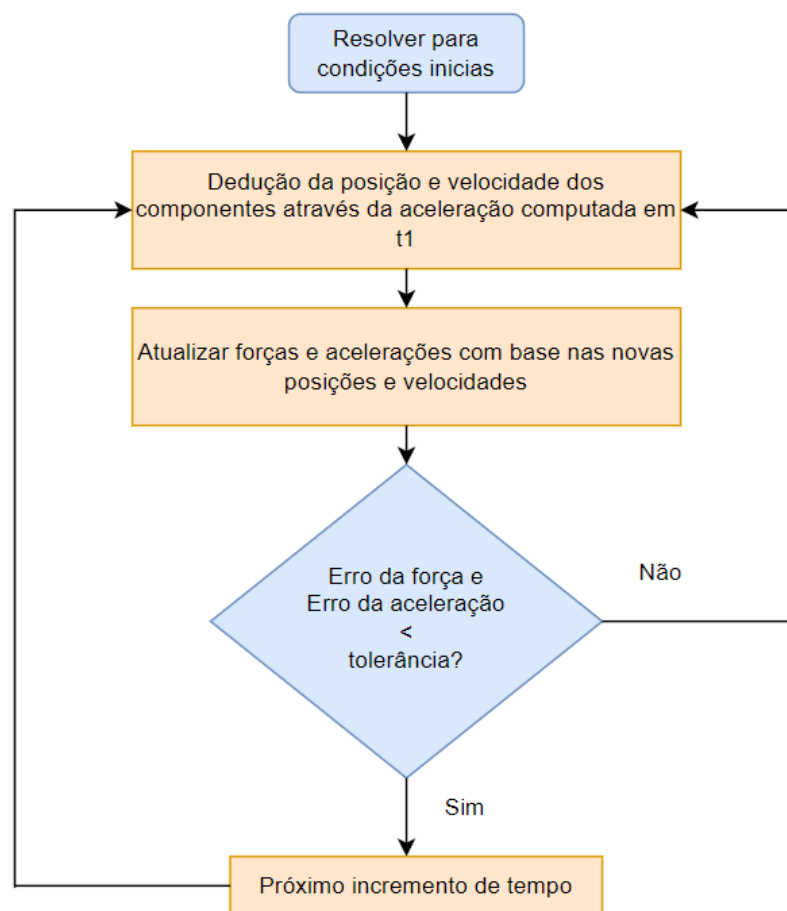 Resolver para
condições inicias
Dedução da posição e velocidade dos
componentes através da aceleração computada em
t1
Atualizar forças e acelerações com base nas novas
posições e velocidades
Erro da força e
Erro da aceleração
<
tolerância?
Não
Sim
Próximo incremento de tempo